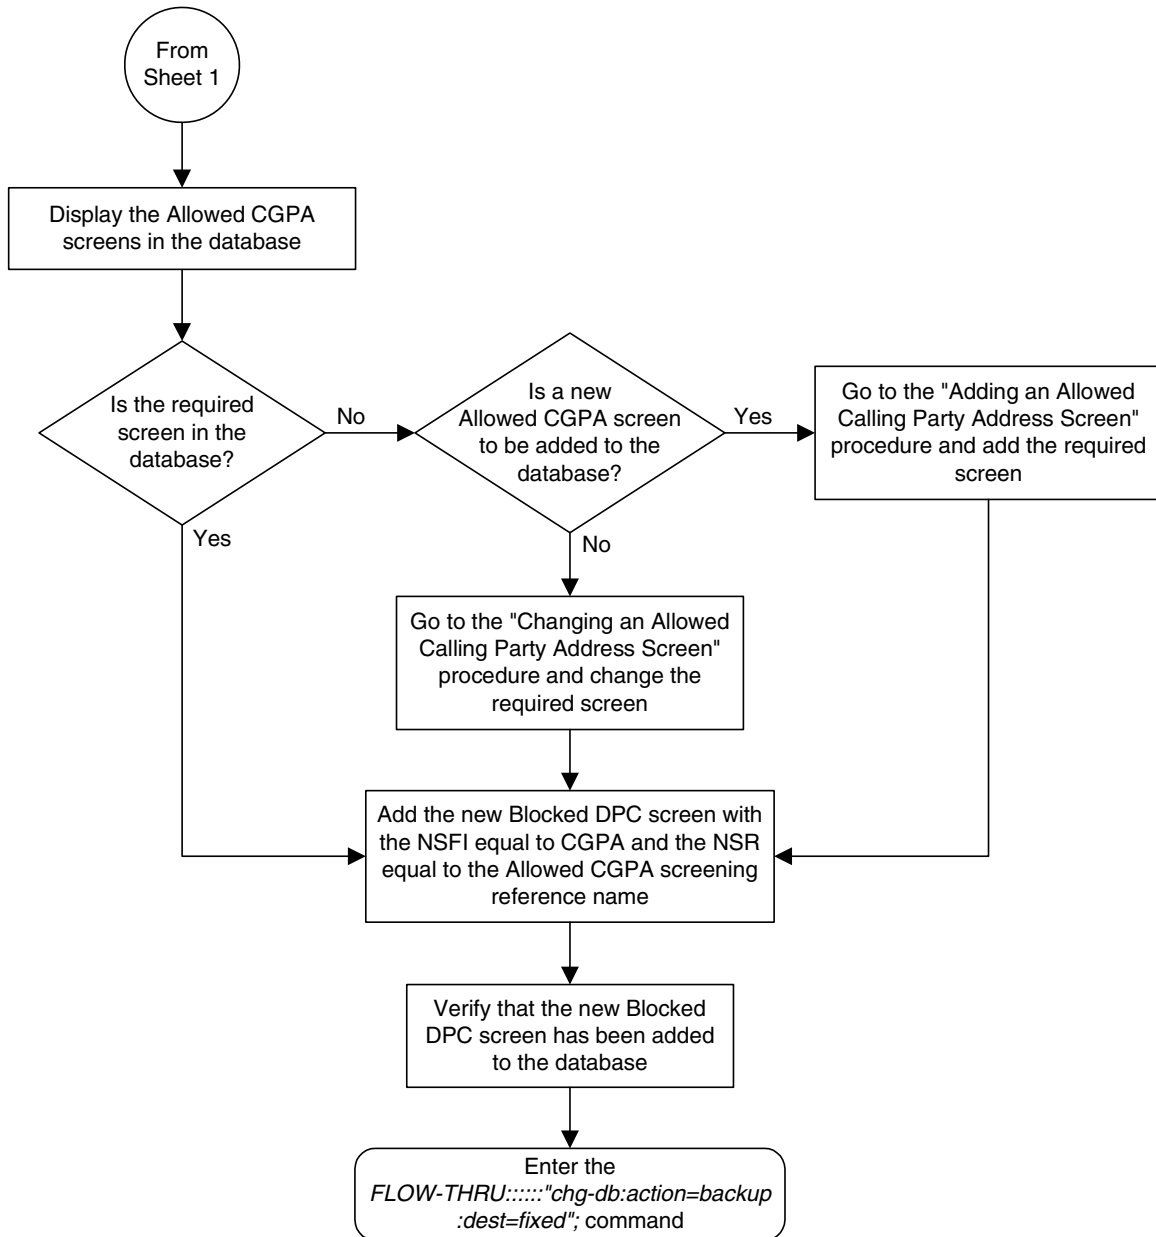 From
Sheet 1
Display the Allowed CGPA
screens in the database
Is the required
screen in the
database?
No
Yes
Is a new
Allowed CGPA screen
to be added to the
database?
Yes
No
Go to the "Adding an Allowed
Calling Party Address Screen"
procedure and add the required
screen
Go to the "Changing an Allowed
Calling Party Address Screen"
procedure and change the
required screen
Add the new Blocked DPC screen with
the NSFI equal to CGPA and the NSR
equal to the Allowed CGPA screening
reference name
Verify that the new Blocked
DPC screen has been added
to the database
Enter the
FLOW-THRU::::::"chg-db:action=backup
:dest=fixed"; command